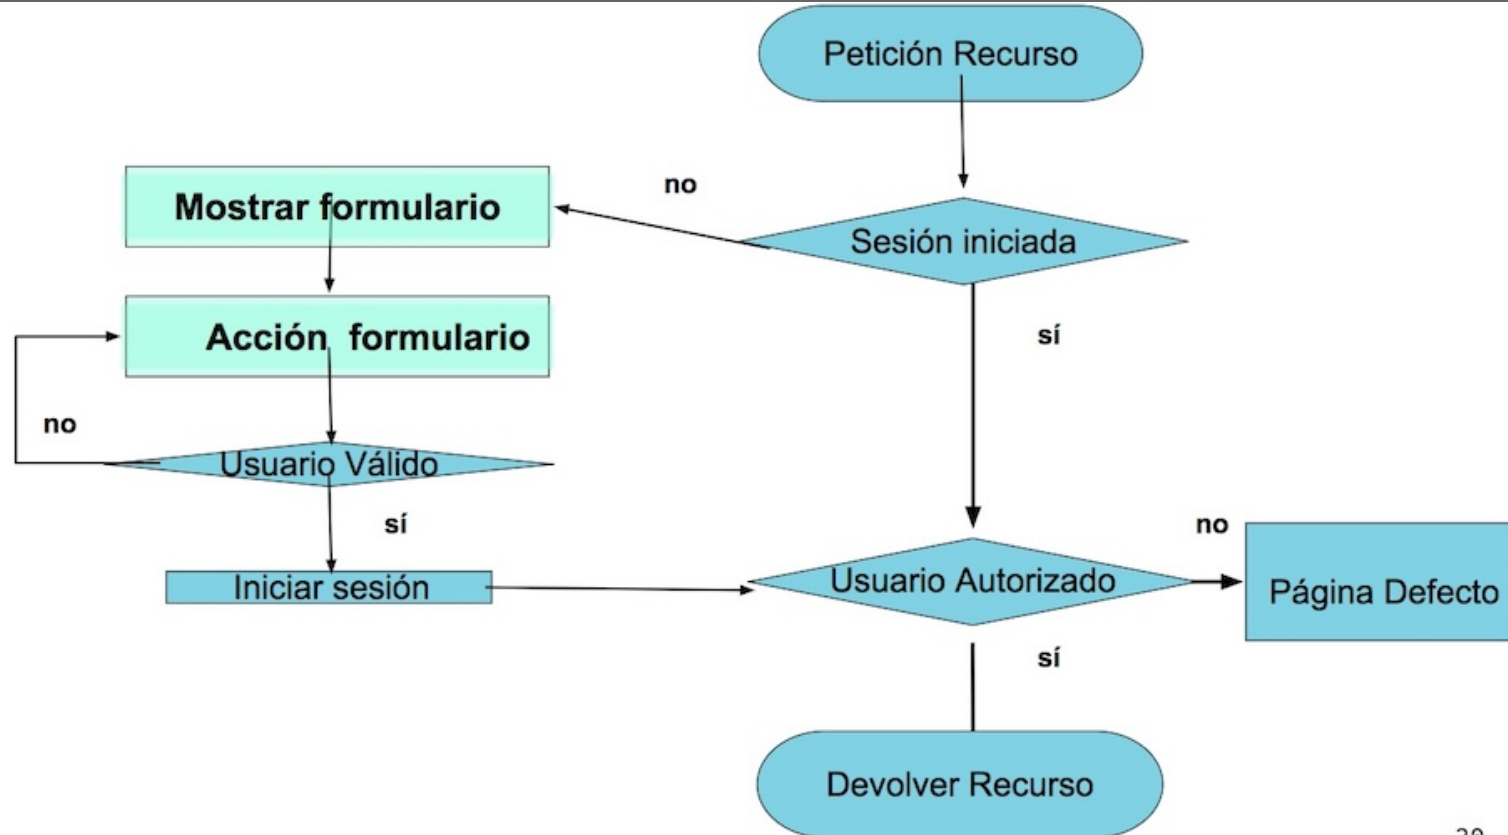 Petición Recurso
no
Mostrar formulario
Sesión iniciada
Acción formulario
sí
no
Usuario Válido
sí
no
Iniciar sesión
Usuario Autorizado
Página Defecto
sí
Devolver Recurso